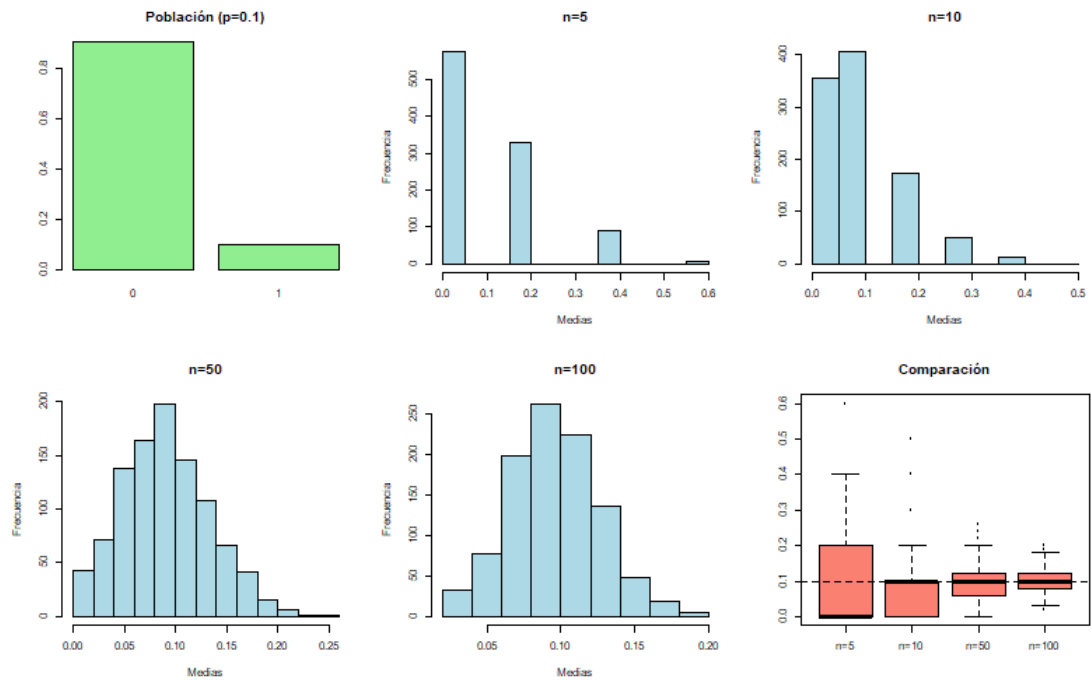 Población (p=0.1)
0.0
0.2
0.4
0.6
0.8
0
1
n=5
Frecuencia
0
100
200
300
500
0.0 0.1 0.2 0.3 0.4 0.5 0.6
Medias
n=10
Frecuencia
0
100
200
300
400
0.0 0.1 0.2 0.3 0.4 0.5
Medias
n=50
Frecuencia
0
50
100
150
200
0.00 0.05 0.10 0.15 0.20 0.25
Medias
n=100
Frecuencia
0
50
100
150
200
250
0.05 0.10 0.15 0.20
Medias
Comparación
0.0
0.1
0.2
0.3
0.4
0.5
0.6
n=5 n=10 n=50 n=100